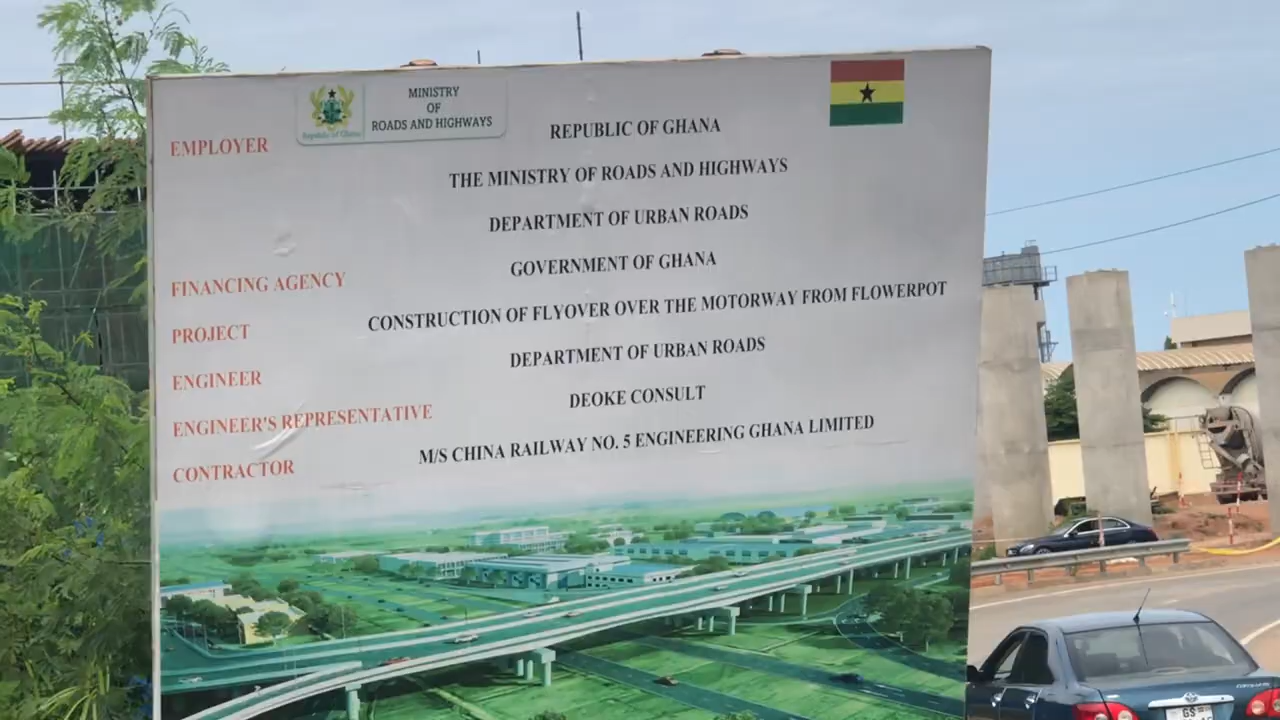 Republic of Ghana
MINISTRY
OF
ROADS AND HIGHWAYS
EMPLOYER
REPUBLIC OF GHANA
THE MINISTRY OF ROADS AND HIGHWAYS
DEPARTMENT OF URBAN ROADS
FINANCING AGENCY
GOVERNMENT OF GHANA
PROJECT
CONSTRUCTION OF FLYOVER OVER THE MOTORWAY FROM FLOWERPOT
ENGINEER
DEPARTMENT OF URBAN ROADS
ENGINEER'S REPRESENTATIVE
DEOKE CONSULT
CONTRACTOR
M/S CHINA RAILWAY NO. 5 ENGINEERING GHANA LIMITED
GS